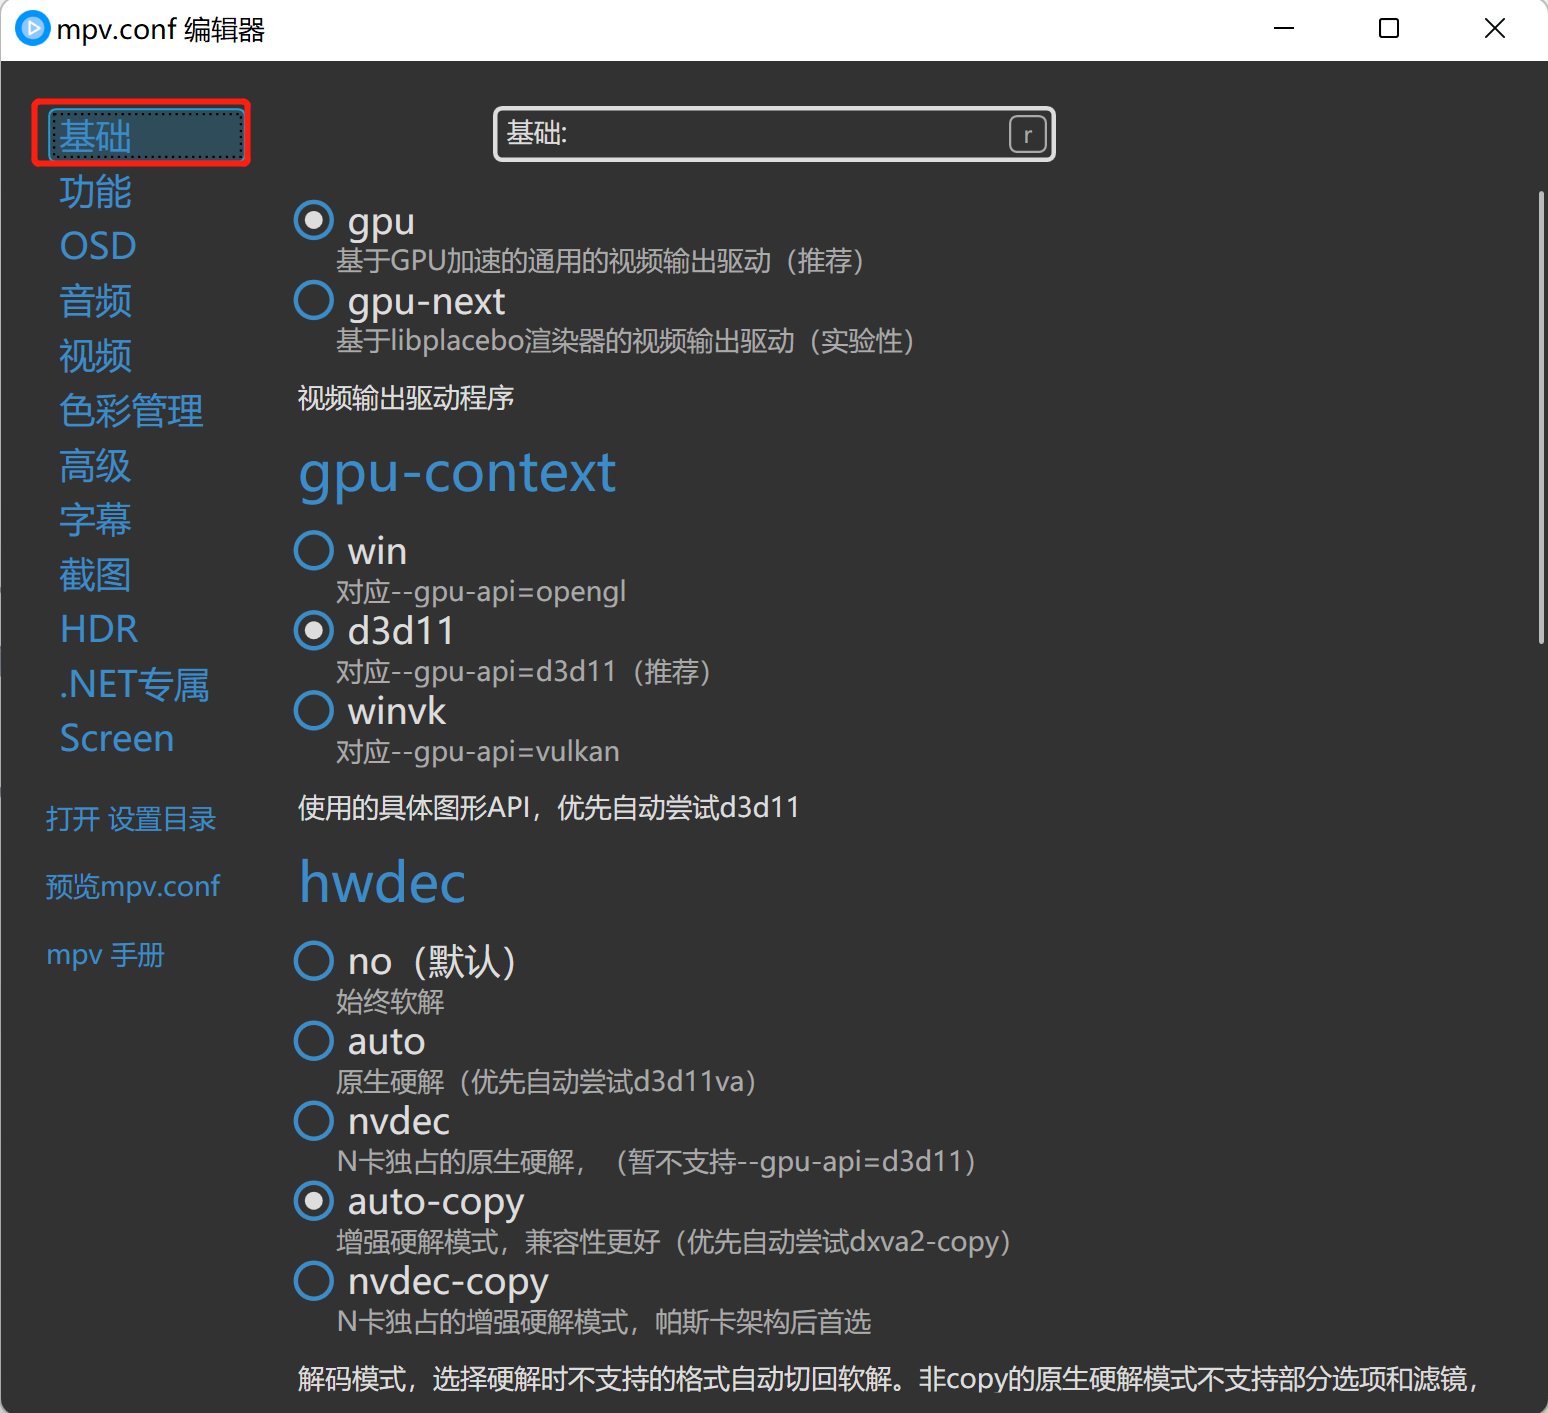 mpv.conf 编辑器
基础
功能
OSD
音频
视频
色彩管理
高级
字幕
截图
HDR
.NET专属
Screen
打开 设置目录
预览mpv.conf
mpv 手册
基础:
r
gpu
基于GPU加速的通用的视频输出驱动（推荐）
gpu-next
基于libplacebo渲染器的视频输出驱动（实验性）
视频输出驱动程序
gpu-context
win
对应--gpu-api=opengl
d3d11
对应--gpu-api=d3d11（推荐）
winvk
对应--gpu-api=vulkan
使用的具体图形API，优先自动尝试d3d11
hwdec
no（默认）
始终软解
auto
原生硬解（优先自动尝试d3d11va）
nvdec
N卡独占的原生硬解，（暂不支持--gpu-api=d3d11）
auto-copy
增强硬解模式，兼容性更好（优先自动尝试dxva2-copy）
nvdec-copy
N卡独占的增强硬解模式，帕斯卡架构后首选
解码模式，选择硬解时不支持的格式自动切回软解。非copy的原生硬解模式不支持部分选项和滤镜，